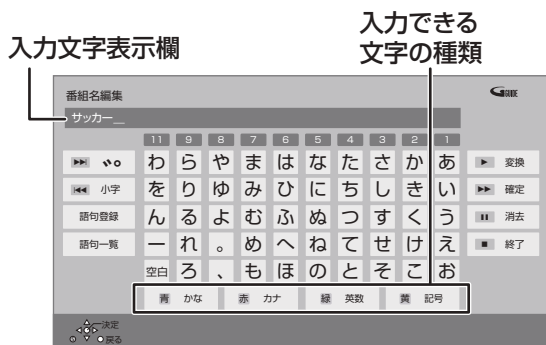 入力できる
文字の種類
入力文字表示欄
番組名編集
GUIDE
サッカー__
11 9 8 7 6 5 4 3 2 1
わ ら や ま は な た さ か あ
を り ゆ み ひ に ち し き い
ん る よ む ふ ぬ つ す く う
ー れ 。 め へ ね て せ け え
空白 ろ 、 も ほ の と そ こ お
゛゜
小字
語句登録
語句一覧
変換
確定
消去
終了
青 かな 赤 カナ 緑 英数 黄 記号
決定
戻る